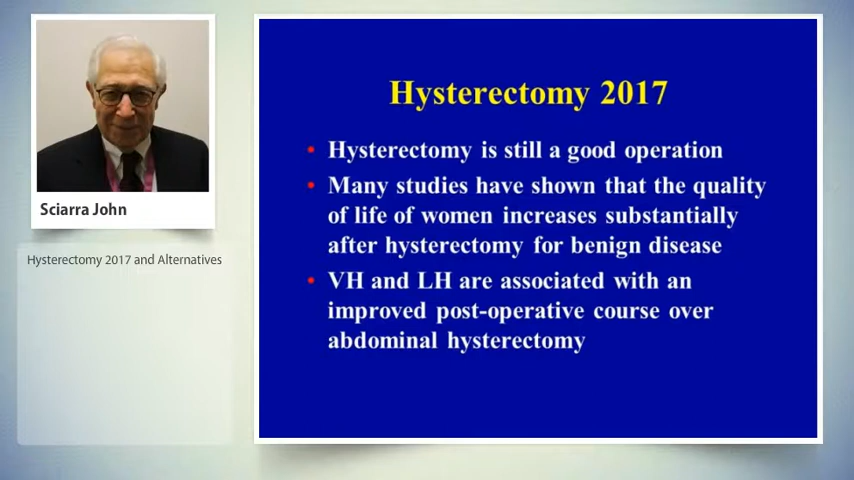 Sciarra John
Hysterectomy 2017 and Alternatives
Hysterectomy 2017
• Hysterectomy is still a good operation
• Many studies have shown that the quality
of life of women increases substantially
after hysterectomy for benign disease
• VH and LH are associated with an
improved post-operative course over
abdominal hysterectomy